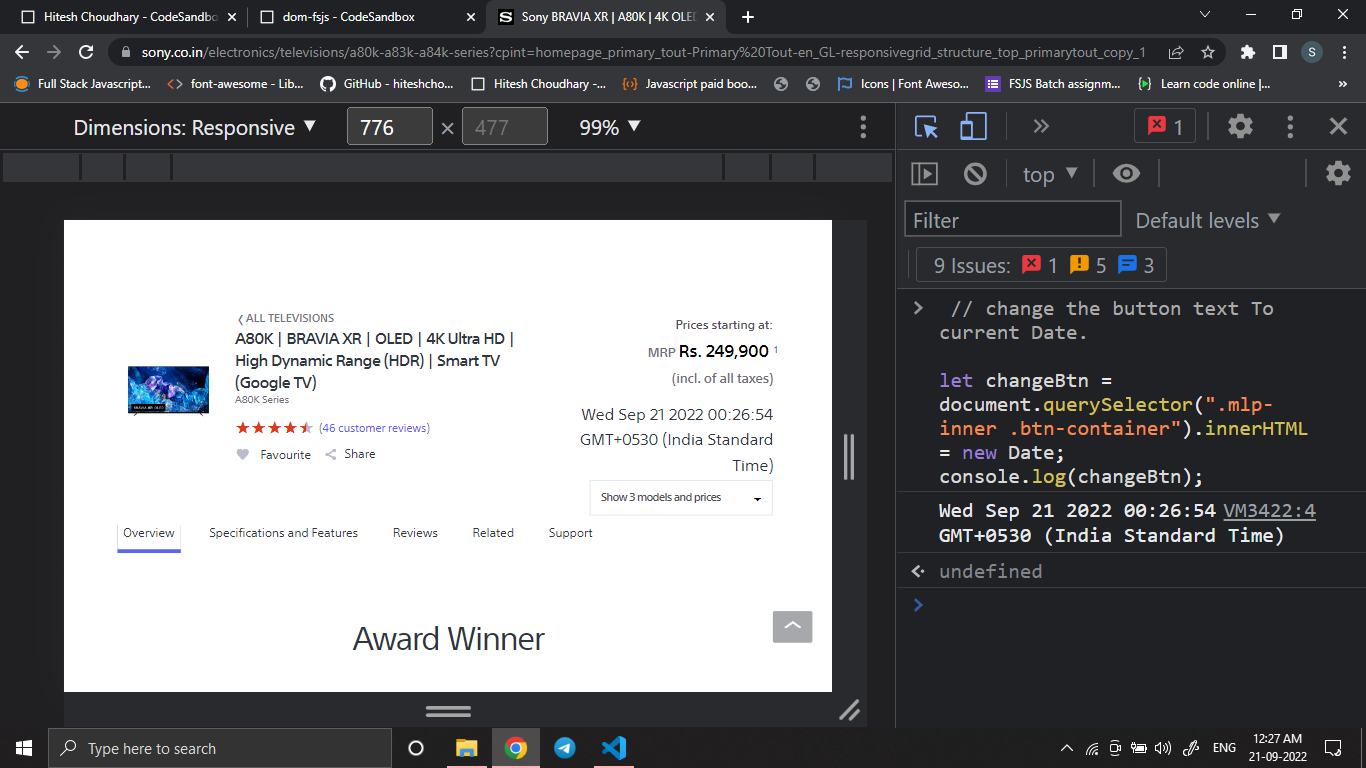 Hitesh Choudhary - CodeSandbo
dom-fsjs - CodeSandbox
Sony BRAVIA XR | A80K | 4K OLED
sony.co.in/electronics/televisions/a80k-a83k-a84k-series?cpint=homepage_primary_tout-Primary%20Tout-en_GL-responsivegrid_structure_top_primarytout_copy_1
S
Full Stack Javascript...
font-awesome - Lib...
GitHub - hiteshcho...
Hitesh Choudhary -...
Javascript paid boo...
Icons | Font Aweso...
FSJS Batch assignm...
Learn code online |...
»
Dimensions: Responsive ▼
776 × 477
99% ▼
1
top ▼
Filter
Default levels ▼
9 Issues: 1 5 3
ALL TELEVISIONS
A80K | BRAVIA XR | OLED | 4K Ultra HD |
High Dynamic Range (HDR) | Smart TV
(Google TV)
A80K Series
(46 customer reviews)
Favourite
Share
BRAVIA XR OLED
Prices starting at:
MRP Rs. 249,900 1
(incl. of all taxes)
Wed Sep 21 2022 00:26:54
GMT+0530 (India Standard
Time)
Show 3 models and prices
Overview
Specifications and Features
Reviews
Related
Support
Award Winner
// change the button text To
current Date.
let changeBtn =
document.querySelector(".mlp-
inner .btn-container").innerHTML
= new Date;
console.log(changeBtn);
Wed Sep 21 2022 00:26:54 VM3422:4
GMT+0530 (India Standard Time)
undefined
Type here to search
ENG
12:27 AM
21-09-2022